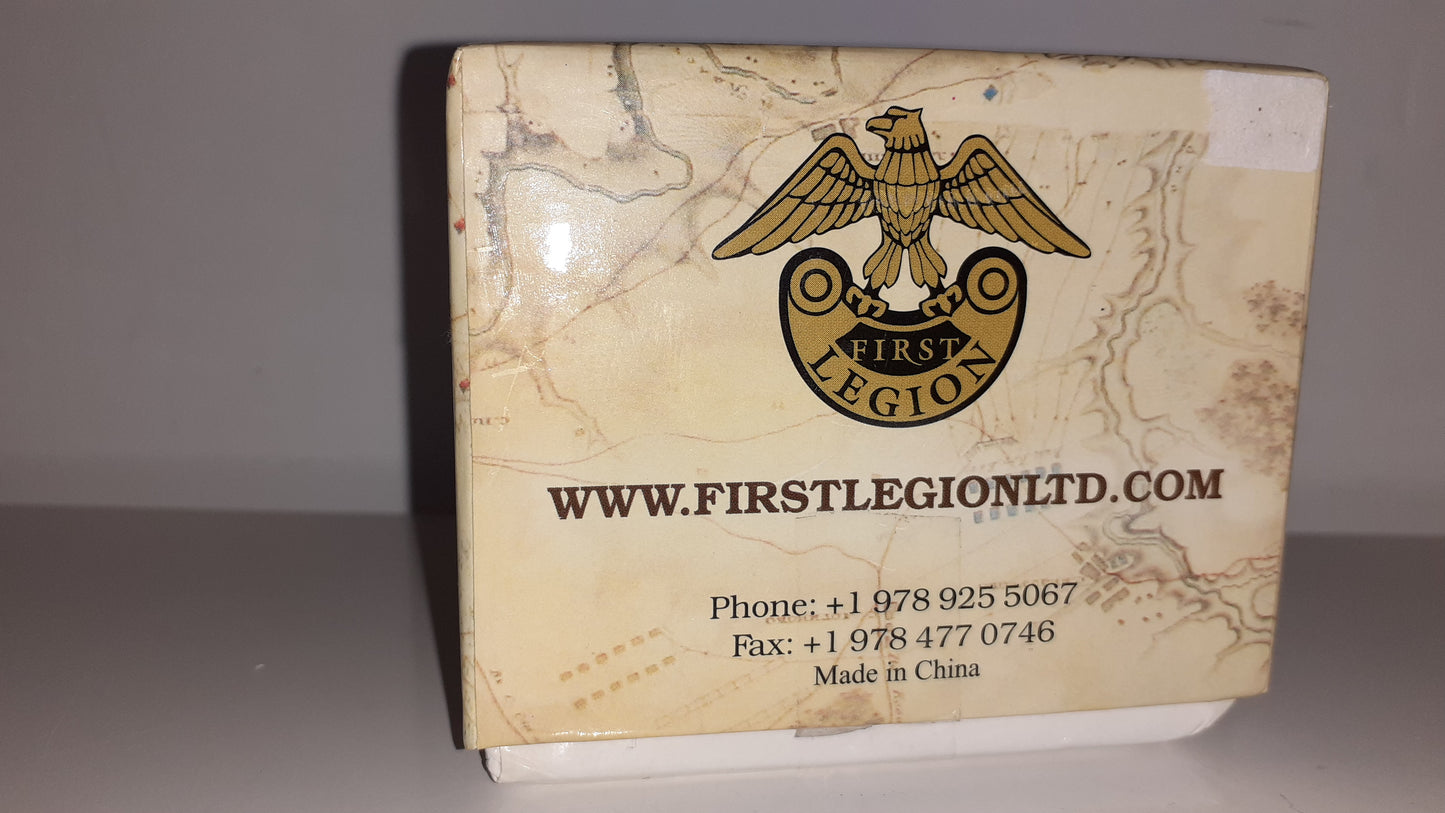 FIRST
LEGION
WWW.FIRSTLEGIONLTD.COM
Phone: +1 978 925 5067
Fax: +1 978 477 0746
Made in China